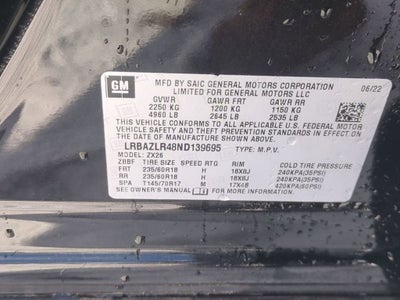 GM
MFD BY SAIC GENERAL MOTORS CORPORATION 06/22
LIMITED FOR GENERAL MOTORS LLC
GVWR GAWR FRT GAWR RR
2250 KG 1200 KG 1150 KG
4960 LB 2645 LB 2535 LB
THIS VEHICLE CONFORMS TO ALL APPLICABLE U.S. FEDERAL
MOTOR VEHICLE SAFETY, BUMPER, AND THEFT PREVENTION
STANDARDS IN EFFECT ON THE DATE OF MANUFACTURE SHOWN ABOVE.
LRBAZLR48ND139695 TYPE: M.P.V.
MODEL: ZX26
ZBBF TIRE SIZE SPEED RTG RIM COLD TIRE PRESSURE
FRT 235/60R18 H 18X8J 240KPA(35PSI)
RR 235/60R18 H 18X8J 240KPA(35PSI)
SPA T145/70R17 M 17X4B 420KPA(60PSI)
SEE OWNER'S MANUAL FOR MORE INFORMATION.